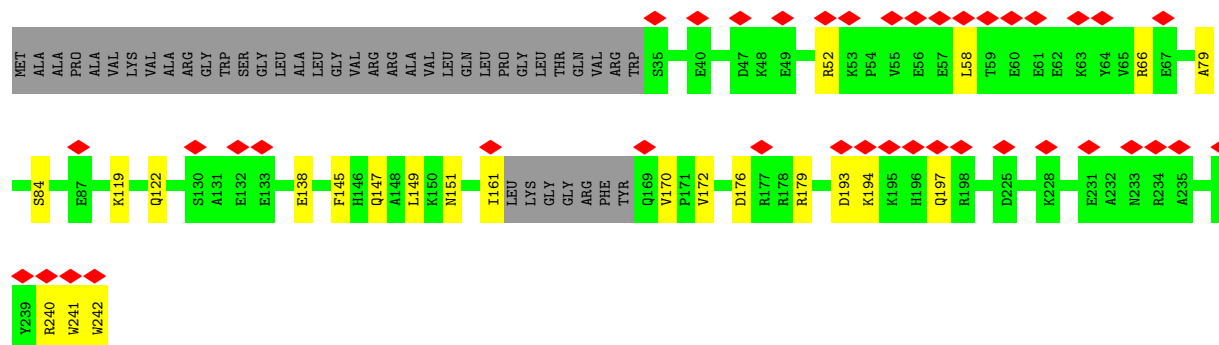 MET ALA ALA PRO ALA VAL LYS VAL ALA ARG GLY TRP SER GLY LEU ALA LEU GLY VAL ARG ARG ALA VAL LEU GLN LEU PRO GLY LEU THR GLN VAL ARG TRP S35 E40 D47 K48 E49 R52 K53 P54 V55 E56 E57 L58 T59 E60 E61 E62 K63 Y64 V65 R66 E67 A79
S84 E87 K119 Q122 S130 A131 E132 E133 E138 F145 H146 Q147 A148 L149 K150 N151 I161 LEU LYS GLY GLY ARG PHE TYR Q169 V170 P171 V172 D176 R177 R178 R179 D193 K194 K195 H196 Q197 R198 D225 K228 E231 A232 N233 R234 A235
Y239 R240 W241 W242